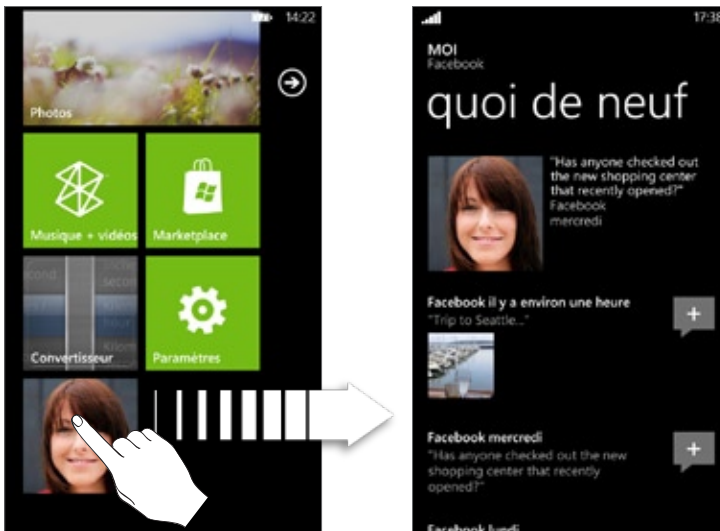 14:22
Photos
Musique + vidéos
Marketplace
Convertisseur
Paramètres
17:38
MOI
Facebook
quoi de neuf
"Has anyone checked out
the new shopping center
that recently opened?"
Facebook
mercredi
Facebook il y a environ une heure
"Trip to Seattle..."
Facebook mercredi
"Has anyone checked out the new
shopping center that recently
opened?"
Facebook lundi